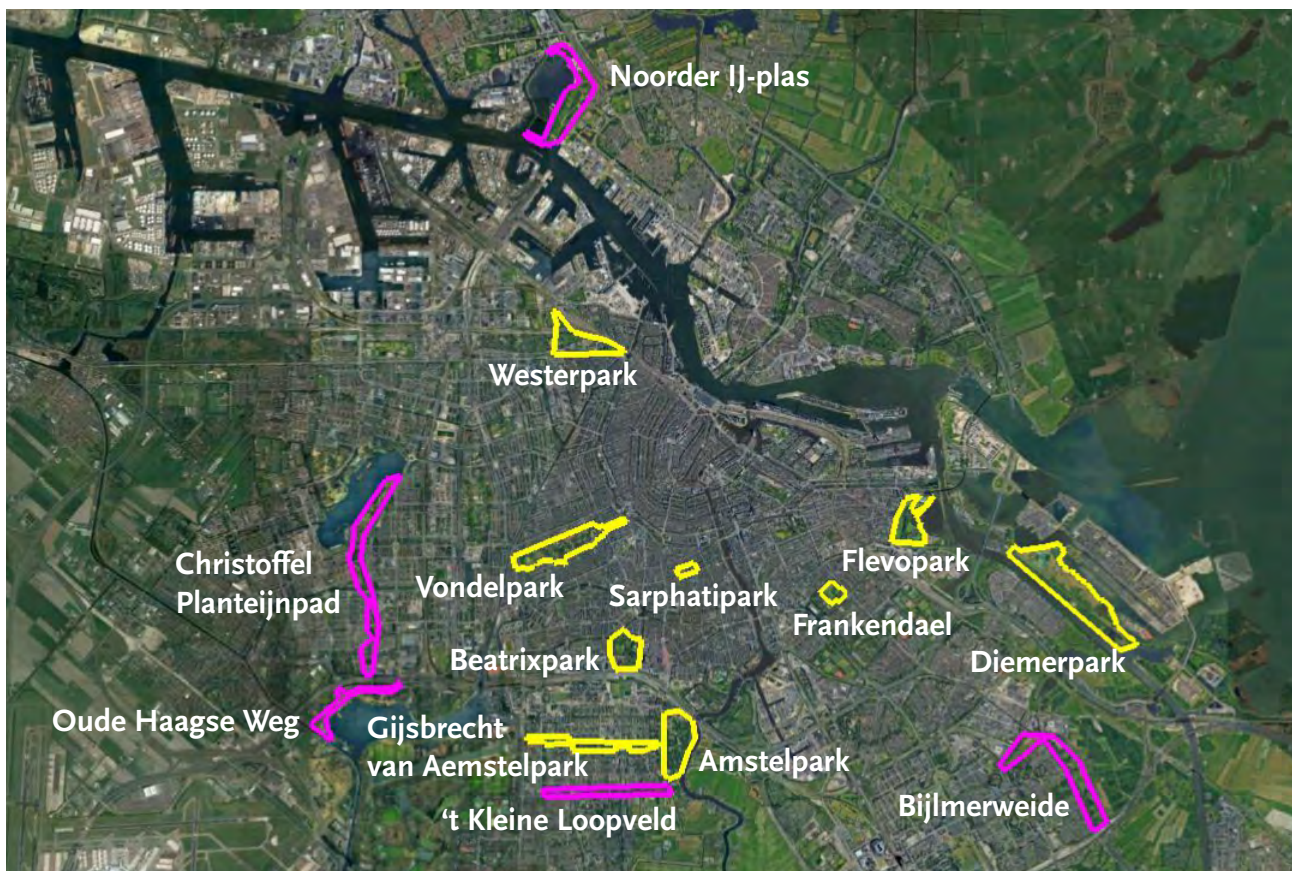 Noorder IJ-plas
Westerpark
Christoffel
Planteijnpad
Vondelpark
Sarphatipark
Flevopark
Frankendael
Beatrixpark
Diemerpark
Oude Haagse Weg
Gijsbrecht
van Aemstelpark
Amstelpark
Bijlmerweide
‘t Kleine Loopveld